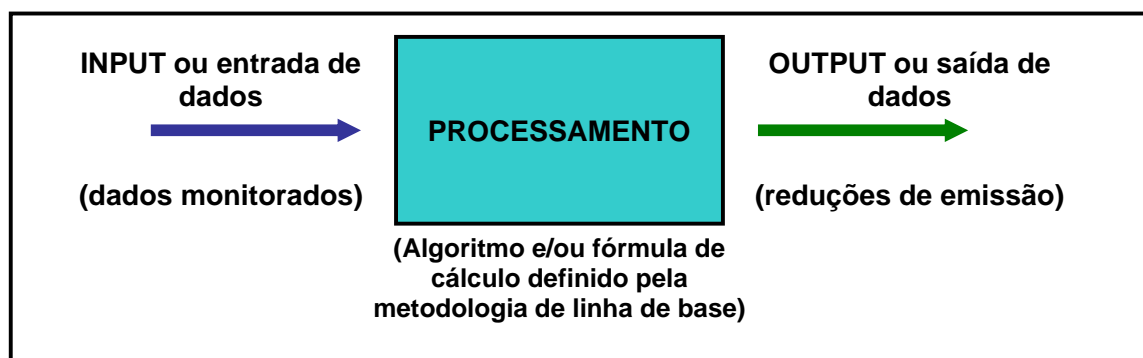 INPUT ou entrada de
dados
(dados monitorados)
PROCESSAMENTO
(Algoritmo e/ou fórmula de
cálculo definido pela
metodologia de linha de base)
OUTPUT ou saída de
dados
(reduções de emissão)